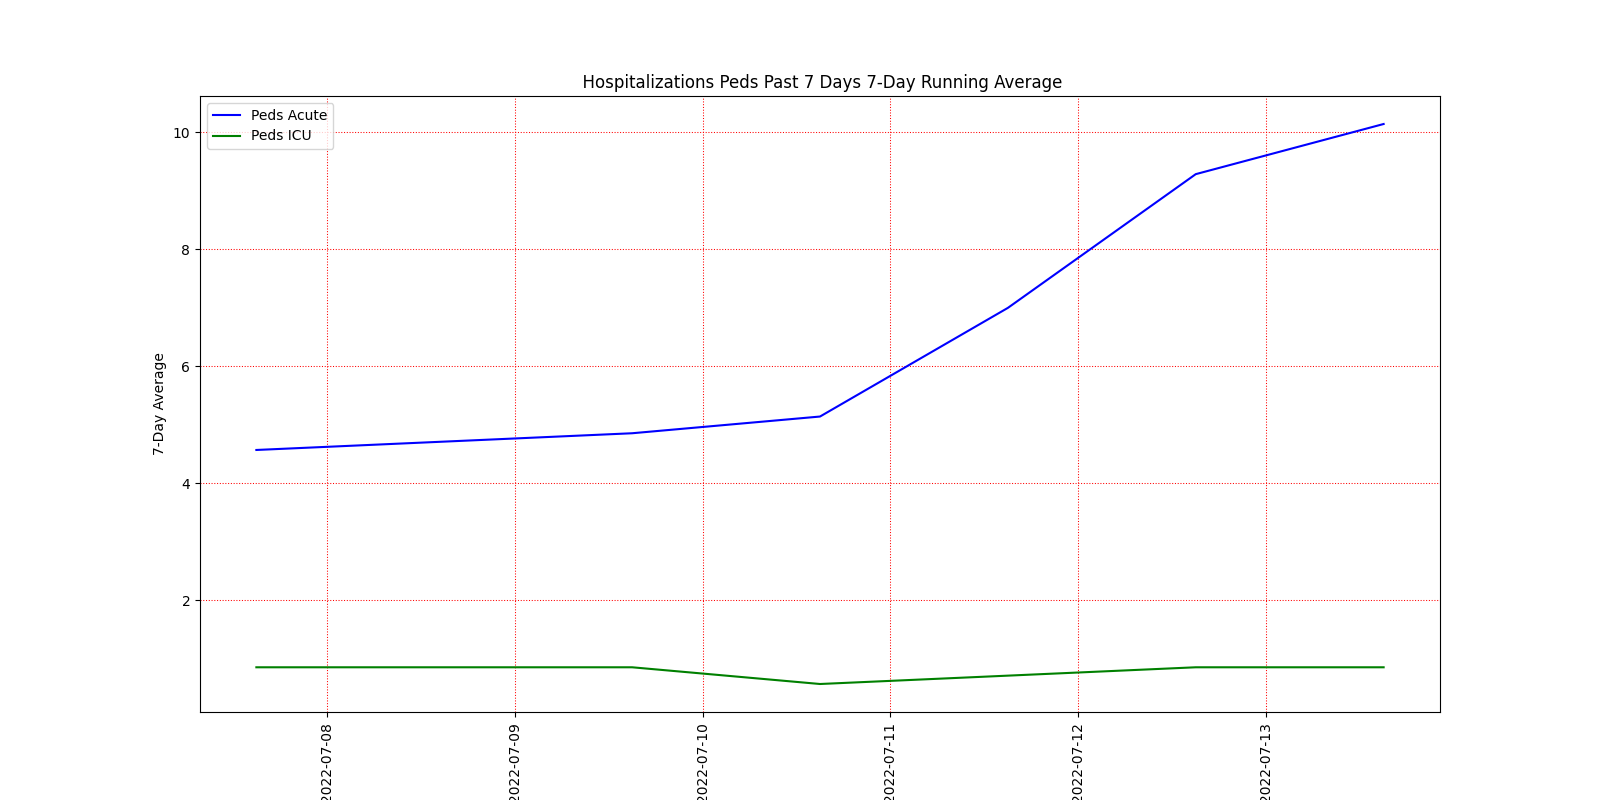 Hospitalizations Peds Past 7 Days 7-Day Running Average
Peds Acute
Peds ICU
7-Day Average
10
8
6
4
2
2022-07-08
2022-07-09
2022-07-10
2022-07-11
2022-07-12
2022-07-13